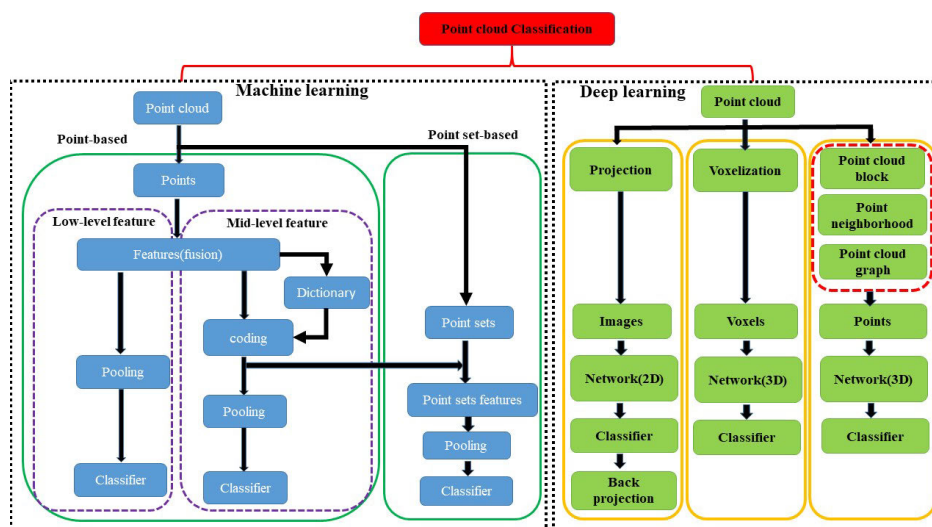 Point cloud Classification
Machine learning
Point cloud
Point-based
Point set-based
Points
Low-level feature
Mid-level feature
Features(fusion)
Dictionary
coding
Point sets
Pooling
Pooling
Point sets features
Pooling
Classifier
Classifier
Classifier
Deep learning
Point cloud
Projection
Voxelization
Point cloud
block
Point
neighborhood
Point cloud
graph
Images
Voxels
Points
Network(2D)
Network(3D)
Network(3D)
Classifier
Classifier
Classifier
Back
projection